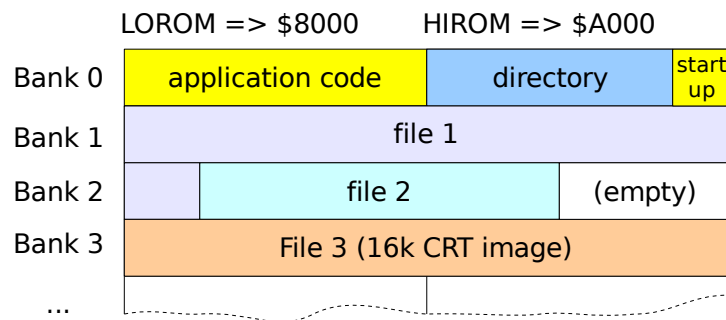 LOROM => $8000 HIROM => $A000
Bank 0 application code directory start up
Bank 1 file 1
Bank 2 file 2 (empty)
Bank 3 File 3 (16k CRT image)
...